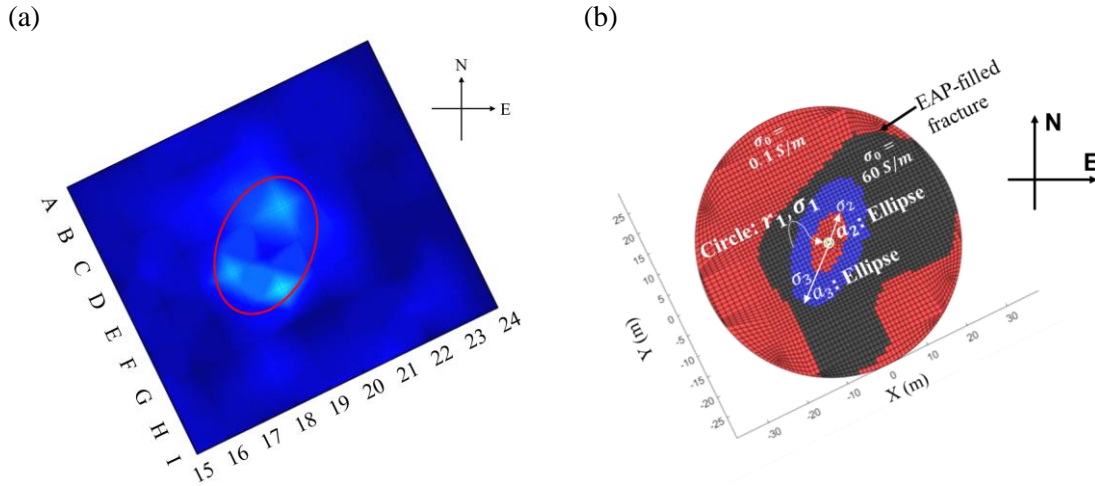 (a)
N
E
A
B
C
D
E
F
G
H
I
15
16
17
18
19
20
21
22
23
24
(b)
EAP-filled
fracture
N
E
σ₀ =
0.1 S/m
σ₀ =
60 S/m
Circle: r₁, σ₁
σ₂
a₂: Ellipse
σ₃
a₃: Ellipse
Y (m)
25
20
15
10
5
0
-5
-10
-15
-20
-25
X (m)
-30
-20
-10
0
10
20
30